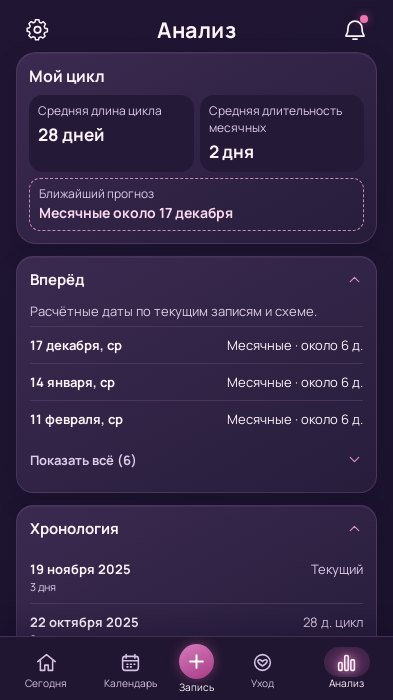 Анализ
Мой цикл
Средняя длина цикла
28 дней
Средняя длительность
месячных
2 дня
Ближайший прогноз
Месячные около 17 декабря
Вперёд
Расчётные даты по текущим записям и схеме.
17 декабря, ср Месячные · около 6 д.
14 января, ср Месячные · около 6 д.
11 февраля, ср Месячные · около 6 д.
Показать всё (6)
Хронология
19 ноября 2025 Текущий
3 дня
22 октября 2025 28 д. цикл
Сегодня Календарь Запись Уход Анализ